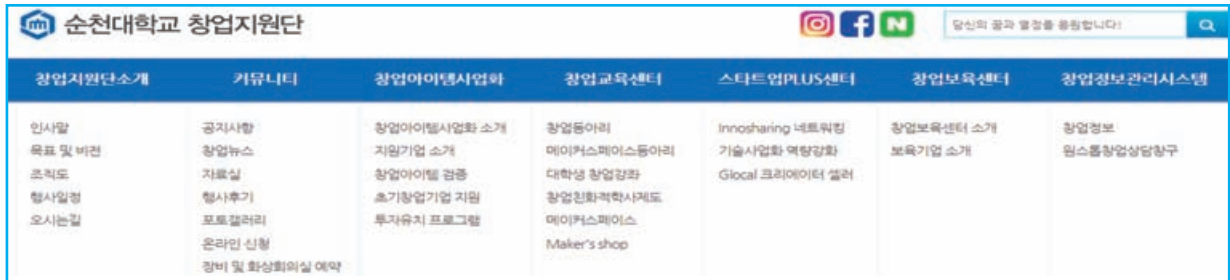 순천대학교 창업지원단
당신의 꿈과 열정을 응원합니다!
창업지원단소개 커뮤니티 창업아이템사업화 창업교육센터 스타트업PLUS센터 창업보육센터 창업정보관리시스템
인사말 공지사항 창업아이템사업화 소개 창업동아리 Innosharing 네트워킹 창업보육센터 소개 창업정보
목표 및 비전 창업뉴스 지원기업 소개 메이커스페이스동아리 기술사업화 역량강화 보육기업 소개 원스톱창업상담창구
조직도 자료실 창업아이템 검증 대학생 창업강좌 Glocal 크리에이터 셀러
행사일정 행사후기 초기창업기업 지원 창업친화적학사제도
오시는길 포토갤러리 투자유치 프로그램 메이커스페이스
온라인 신청 Maker's shop
장비 및 화상회의실 예약